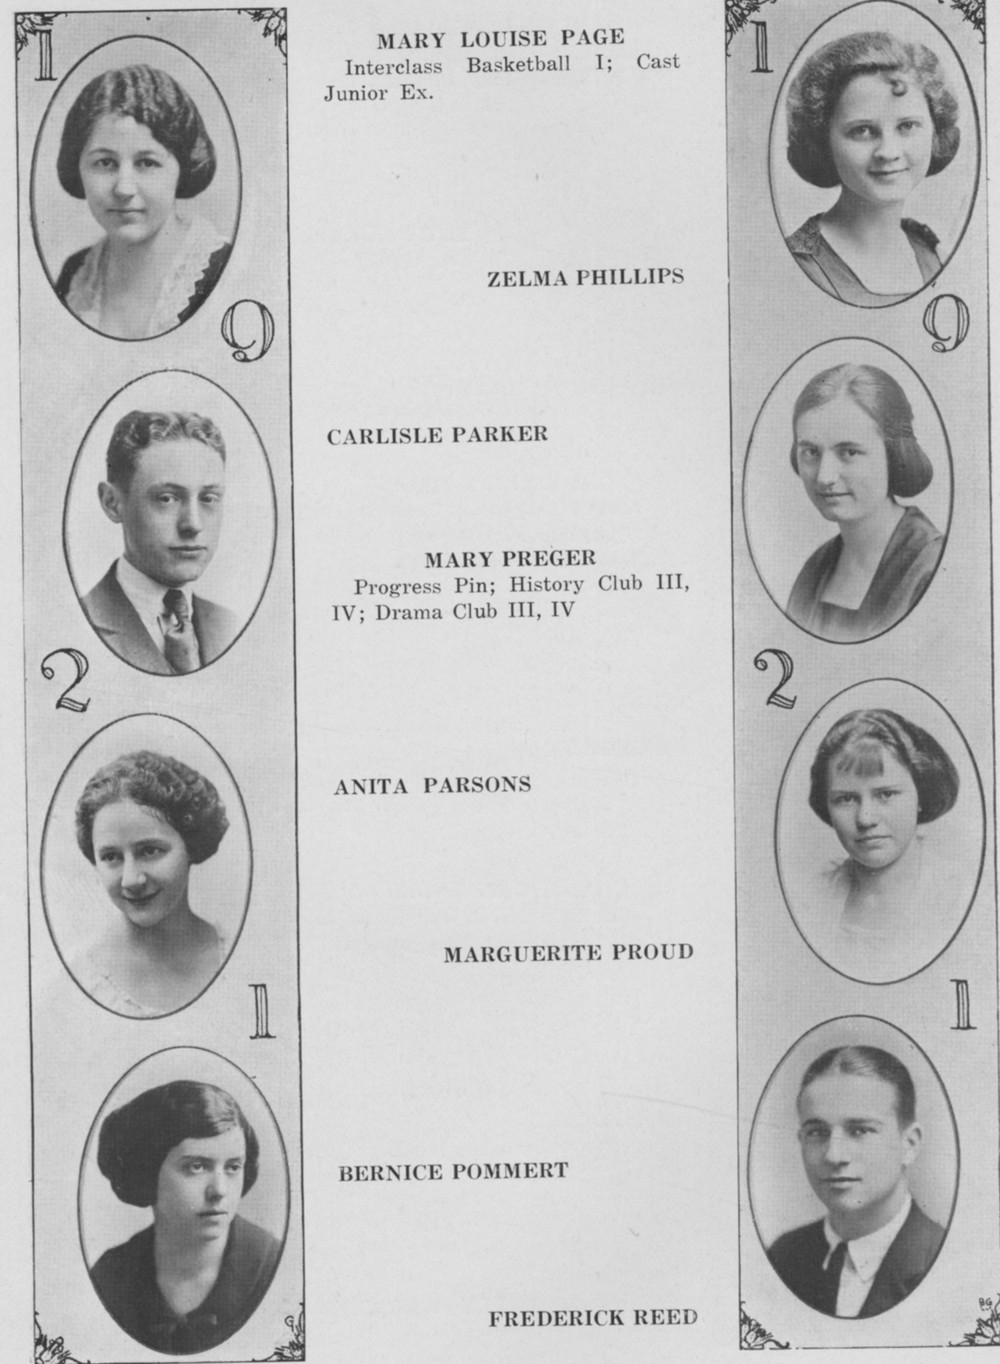 1
1
MARY LOUISE PAGE
Interclass Basketball I; Cast
Junior Ex.
ZELMA PHILLIPS
9
9
CARLISLE PARKER
MARY PREGER
Progress Pin; History Club III,
IV; Drama Club III, IV
2
2
ANITA PARSONS
MARGUERITE PROUD
1
1
BERNICE POMMERT
FREDERICK REED
G
BG